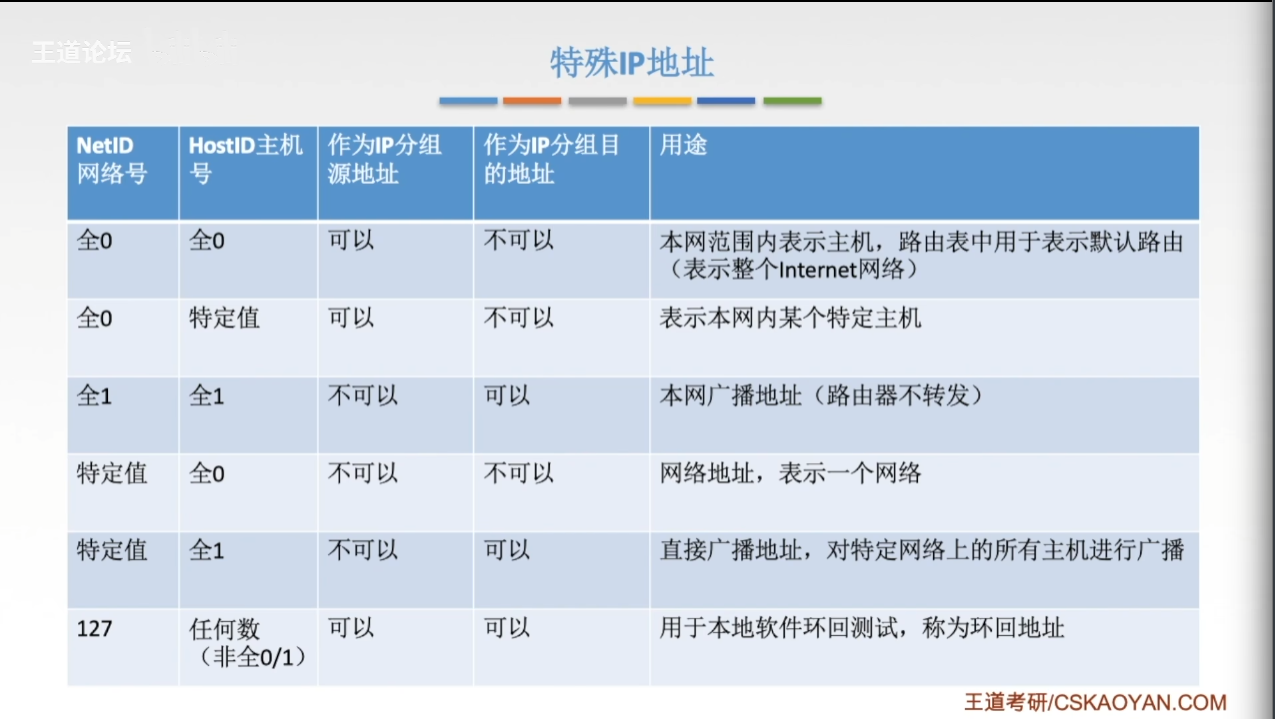 王道论坛
特殊IP地址
NetID
网络号
HostID主机
号
作为IP分组
源地址
作为IP分组目
的地址
用途
全0
全0
可以
不可以
本网范围内表示主机，路由表中用于表示默认路由
（表示整个Internet网络）
全0
特定值
可以
不可以
表示本网内某个特定主机
全1
全1
不可以
可以
本网广播地址（路由器不转发）
特定值
全0
不可以
不可以
网络地址，表示一个网络
特定值
全1
不可以
可以
直接广播地址，对特定网络上的所有主机进行广播
127
任何数
（非全0/1）
可以
可以
用于本地软件环回测试，称为环回地址
王道考研/CSKAOYAN.COM